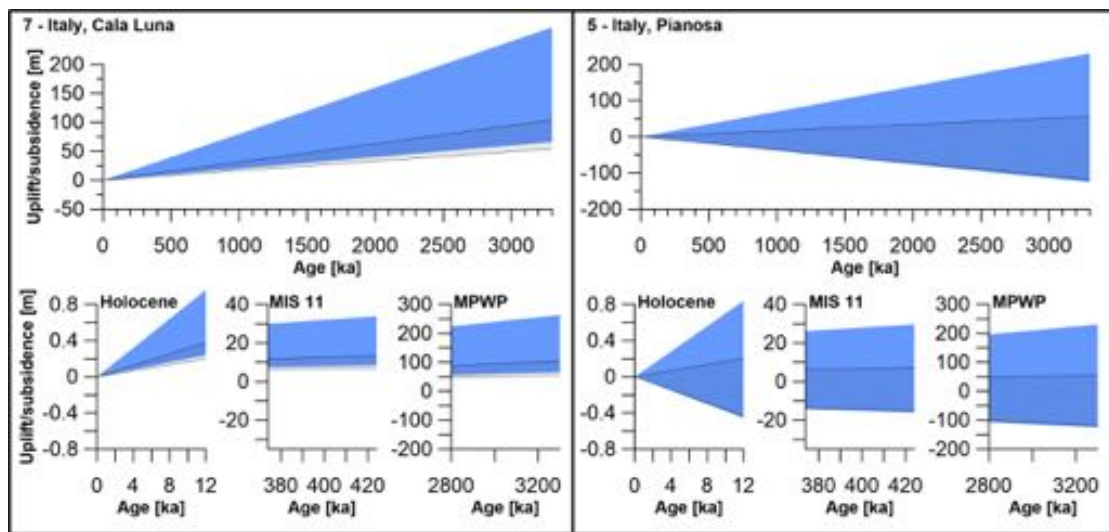 7 - Italy, Cala Luna
Uplift/subsidence [m]
200
150
100
50
0
-50
0 500 1000 1500 2000 2500 3000
Age [ka]
5 - Italy, Pianosa
200
100
0
-100
-200
0 500 1000 1500 2000 2500 3000
Age [ka]
Uplift/subsidence [m]
Holocene
0.8
0.4
0
-0.4
-0.8
0 4 8 12
Age [ka]
MIS 11
40
20
0
-20
380 400 420
Age [ka]
MPWP
300
200
100
50
0
-50
-100
-200
2800 3200
Age [ka]
Holocene
0.8
0.4
0
-0.4
-0.8
0 4 8 12
Age [ka]
MIS 11
40
20
0
-20
380 400 420
Age [ka]
MPWP
300
200
100
50
0
-50
-100
-200
2800 3200
Age [ka]